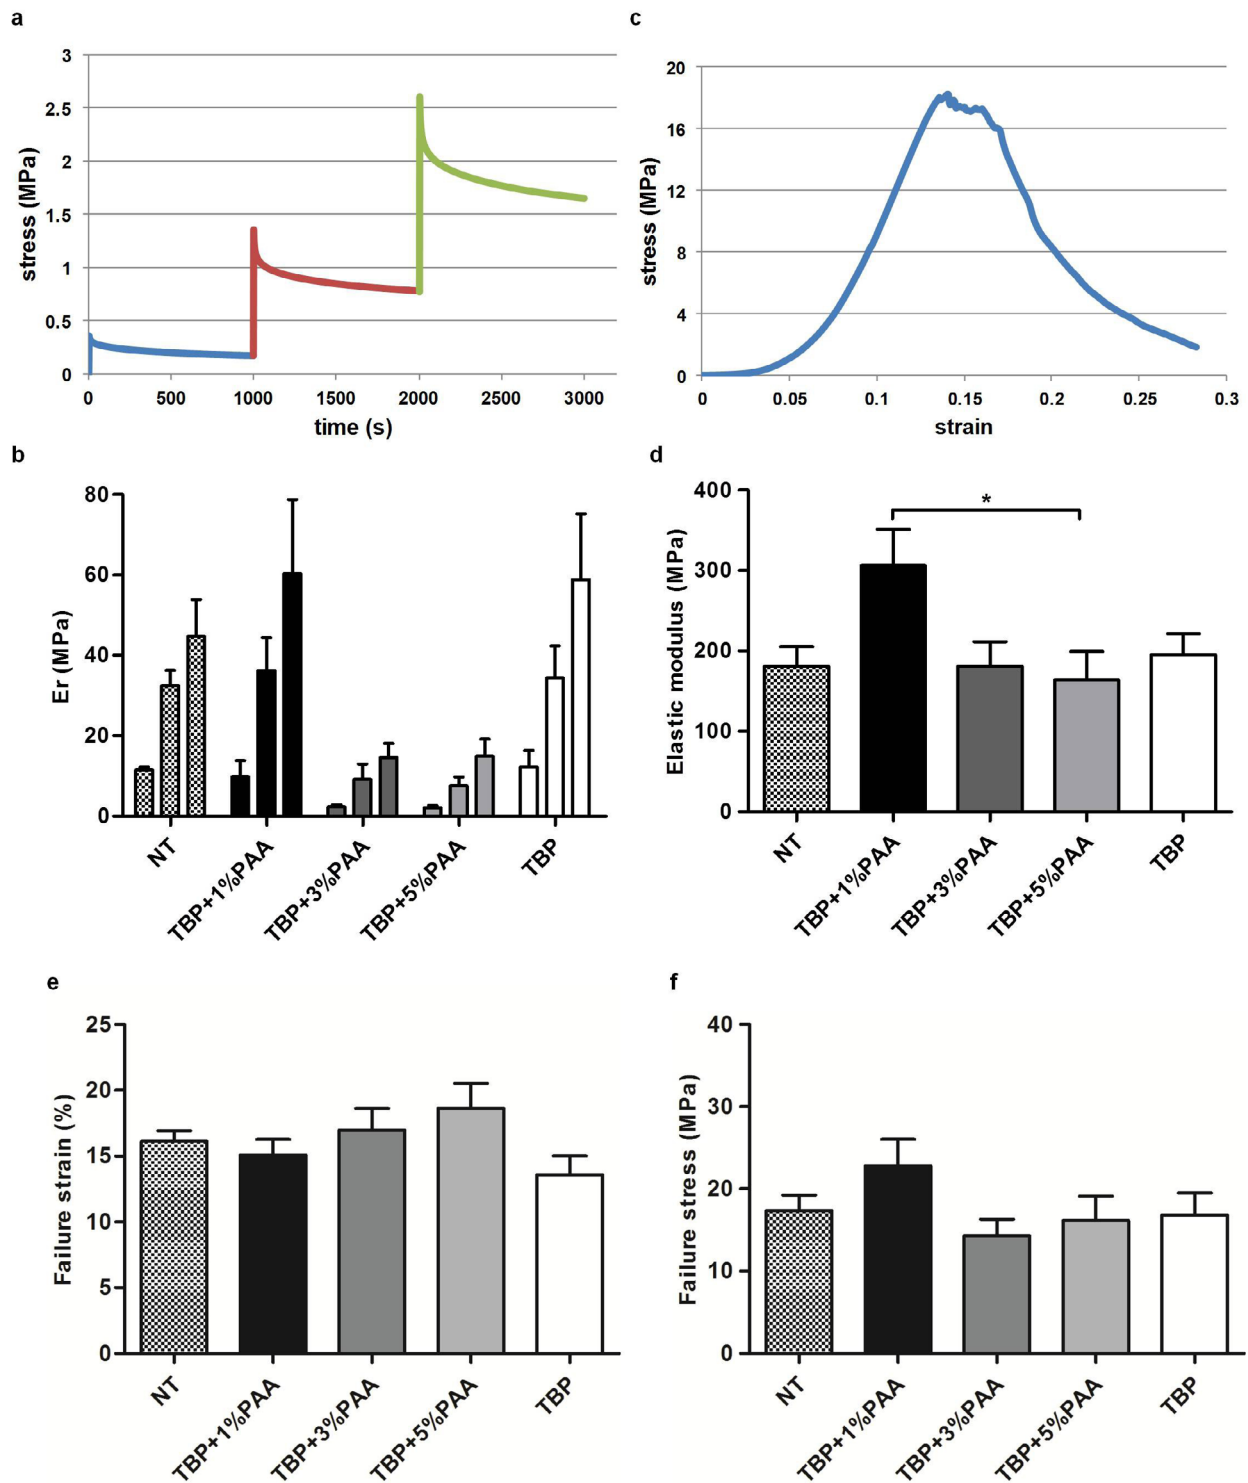 a
stress (MPa)
3
2.5
2
1.5
1
0.5
0
0 500 1000 1500 2000 2500 3000
time (s)
c
stress (MPa)
20
16
12
8
4
0
0 0.05 0.1 0.15 0.2 0.25 0.3
strain
b
Er (MPa)
80
60
40
20
0
NT TBP+1%PAA TBP+3%PAA TBP+5%PAA TBP
d
Elastic modulus (MPa)
400
300
200
100
0
*
NT TBP+1%PAA TBP+3%PAA TBP+5%PAA TBP
e
Failure strain (%)
25
20
15
10
5
0
NT TBP+1%PAA TBP+3%PAA TBP+5%PAA TBP
f
Failure stress (MPa)
40
30
20
10
0
NT TBP+1%PAA TBP+3%PAA TBP+5%PAA TBP